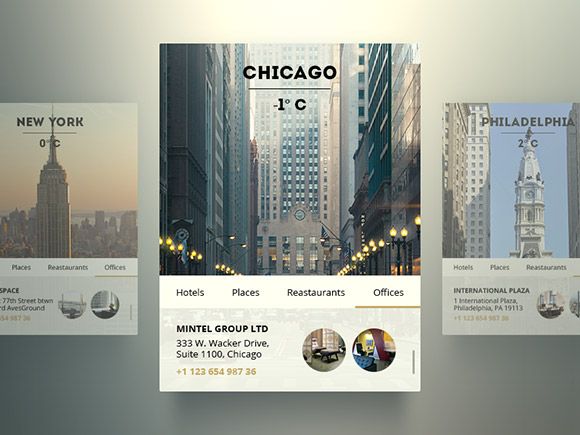 NEW YORK
0° C
Places Reastaurants Offices
SPACE
77th Street btwn
rd AvesGround
654 987 36
CHICAGO
-1° C
Hotels Places Reastaurants Offices
MINTEL GROUP LTD
333 W. Wacker Drive,
Suite 1100, Chicago
+1 123 654 987 36
PHILADELPHIA
2° C
Hotels Places Reastaurants
INTERNATIONAL PLAZA
1 International Plaza,
Philadelphia, PA 19113
+1 123 654 987 36